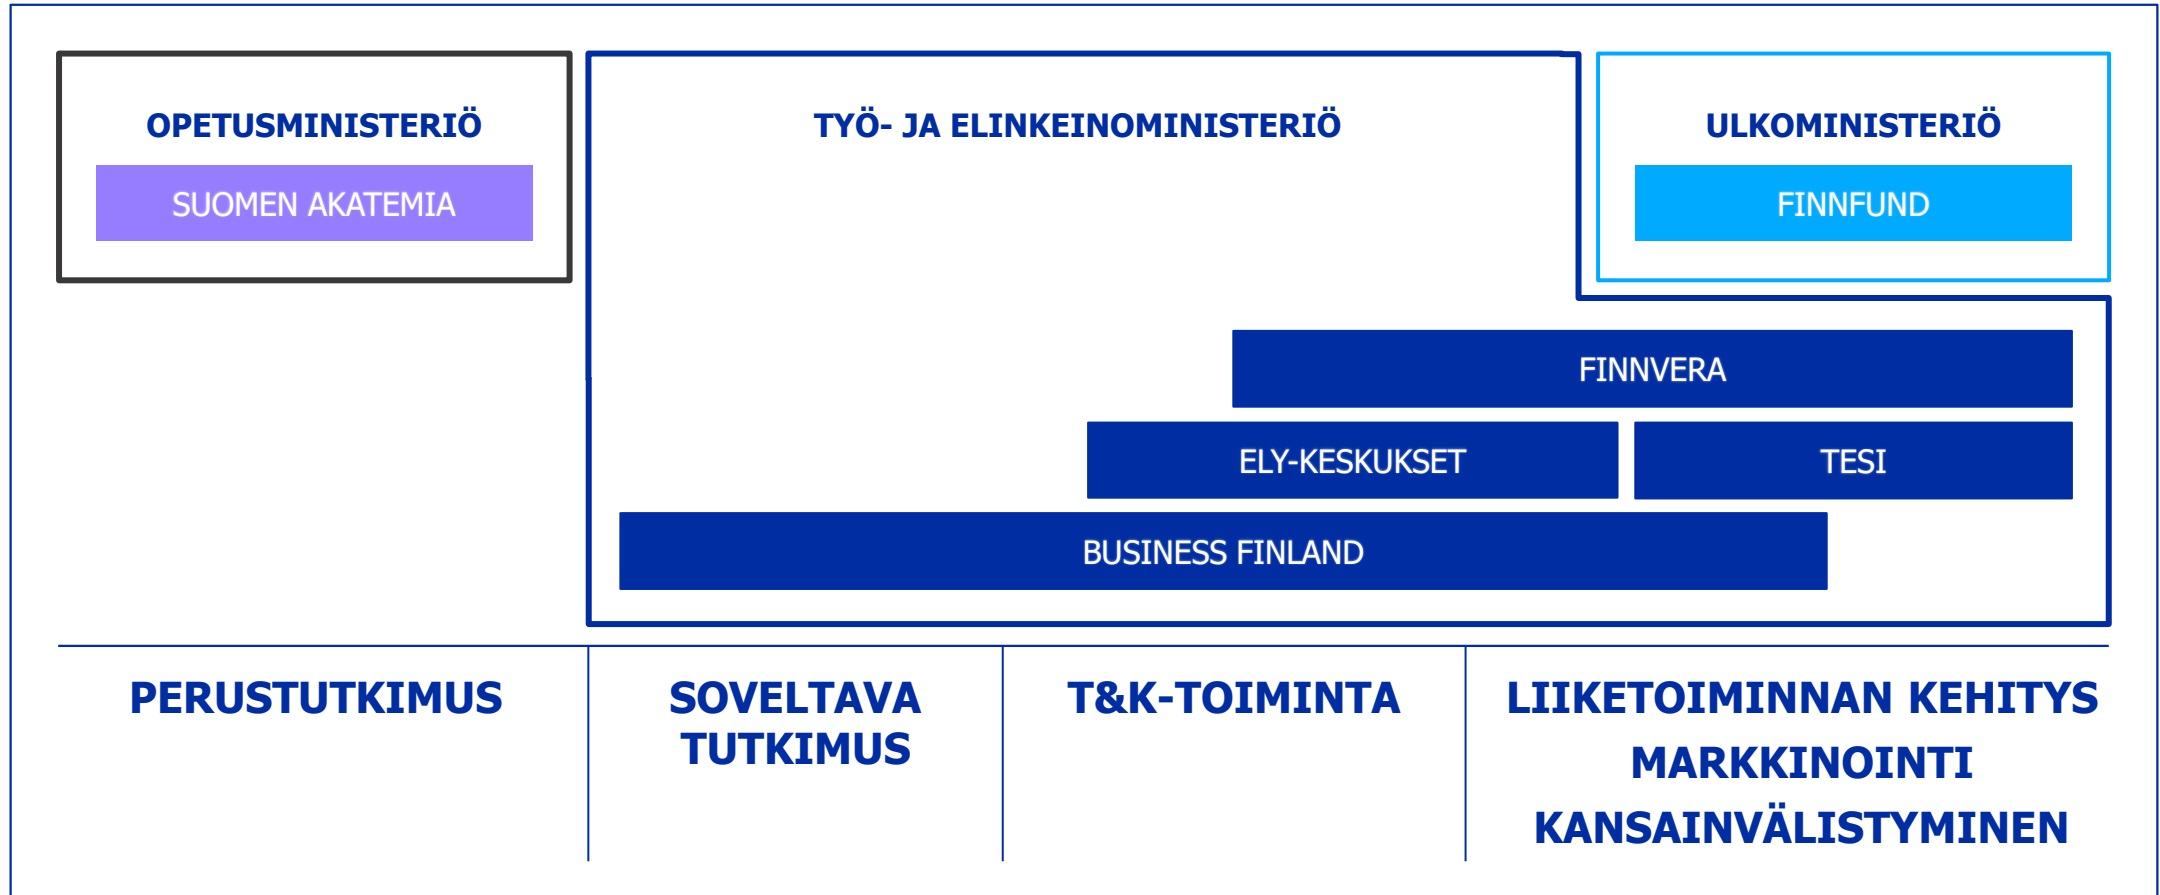 OPETUSMINISTERIÖ
SUOMEN AKATEMIA
TYÖ- JA ELINKEINOMINISTERIÖ
ULKOMINISTERIÖ
FINNFUND
FINNVERA
ELY-KESKUKSET
TESI
BUSINESS FINLAND
PERUSTUTKIMUS
SOVELTAVA
TUTKIMUS
T&K-TOIMINTA
LIIKETOIMINNAN KEHITYS
MARKKINOINTI
KANSAINVÄLISTYMINEN